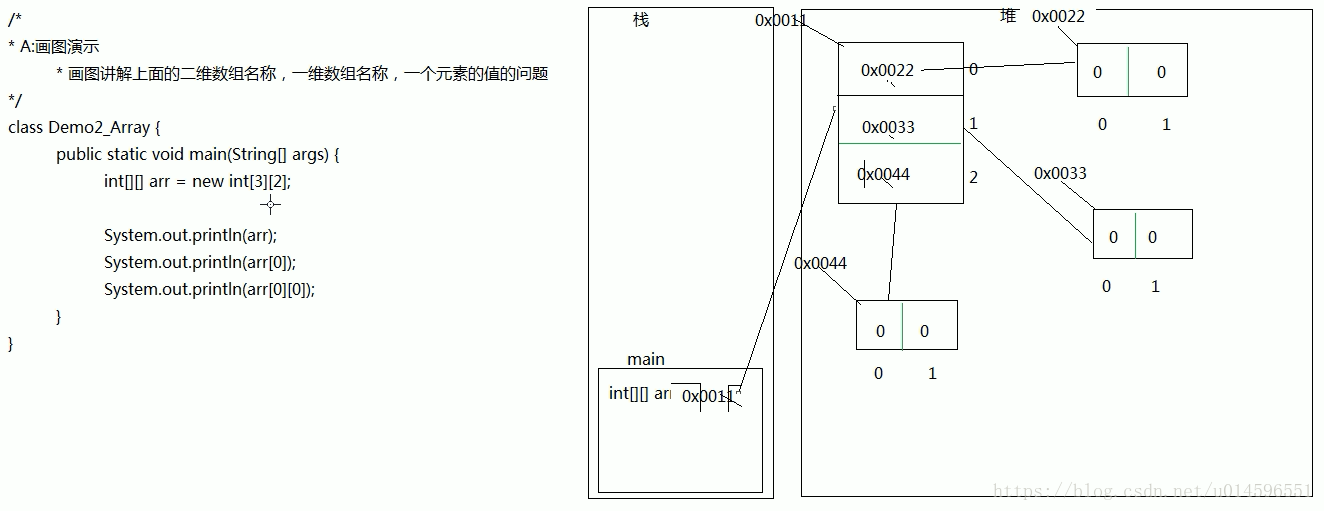 /*
* A:画图演示
* 画图讲解上面的二维数组名称，一维数组名称，一个元素的值的问题
*/
class Demo2_Array {
public static void main(String[] args) {
int[][] arr = new int[3][2];
System.out.println(arr);
System.out.println(arr[0]);
System.out.println(arr[0][0]);
}
}
栈
main
int[][] arr 0x0011
堆
0x0011
0x0022 0
0x0033 1
0x0044 2
0x0022
0 0
0 1
0x0033
0 0
0 1
0x0044
0 0
0 1
https://blog.csdn.net/u014596551